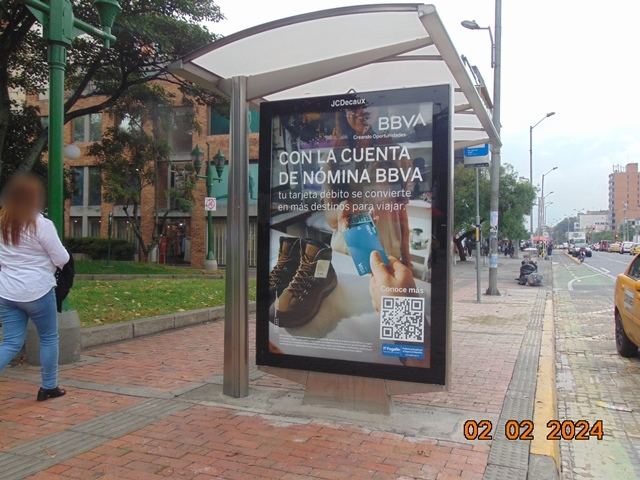 JCDecaux
BBVA
Creando Oportunidades
CON LA CUENTA
DE NÓMINA BBVA
tu tarjeta débito se convierte
en más destinos para viajar.
Conoce más
02 02 2024